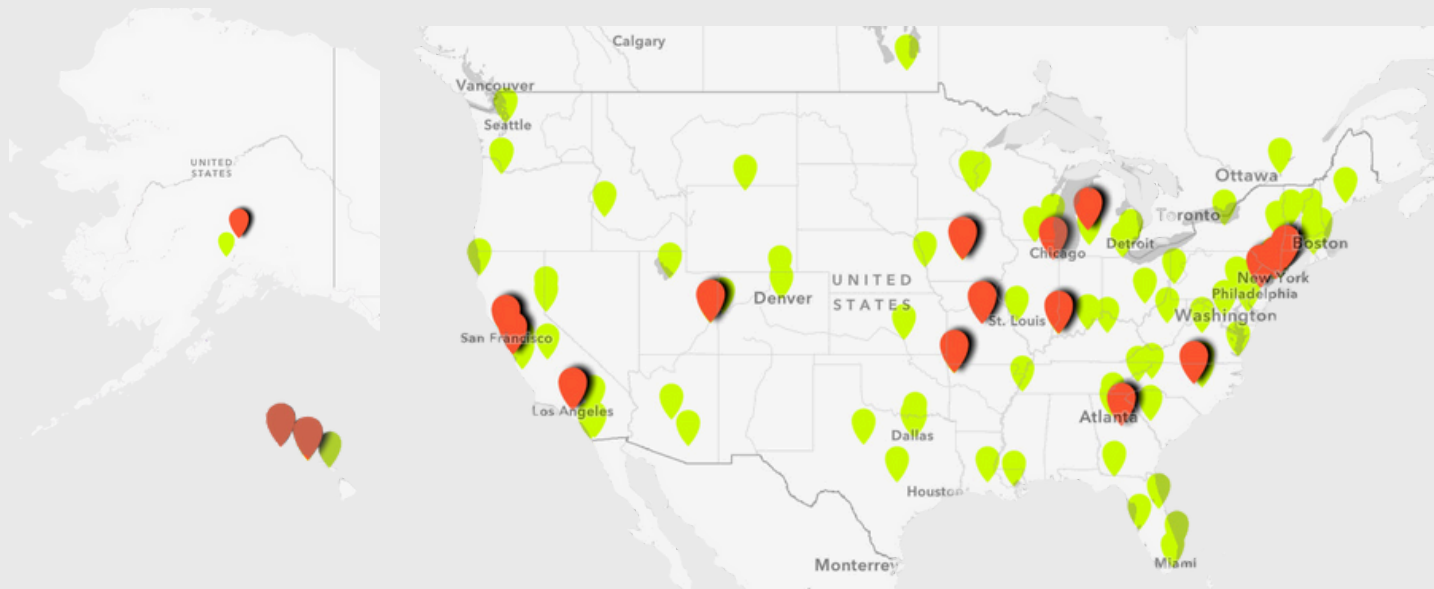 Calgary
Vancouver
Seattle
UNITED
STATES
Ottawa
Toronto
Boston
Detroit
Chicago
New York
UNITED
STATES
Denver
Philadelphia
Washington
St. Louis
San Francisco
Los Angeles
Atlanta
Dallas
Houston
Miami
Monterrey